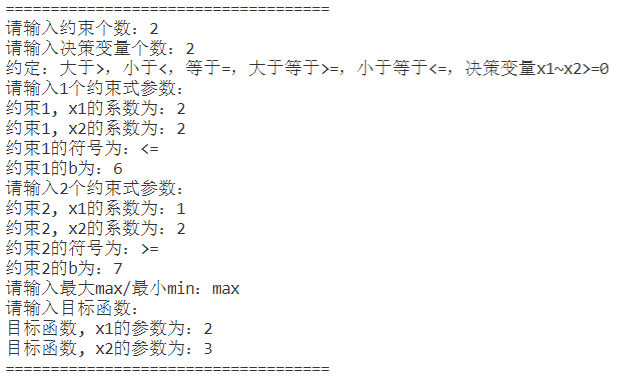 ====================================
请输入约束个数：2
请输入决策变量个数：2
约定：大于>，小于<，等于=，大于等于>=，小于等于<=，决策变量x1~x2>=0
请输入1个约束式参数：
约束1，x1的系数为：2
约束1，x2的系数为：2
约束1的符号为：<=
约束1的b为：6
请输入2个约束式参数：
约束2，x1的系数为：1
约束2，x2的系数为：2
约束2的符号为：>=
约束2的b为：7
请输入最大max/最小min：max
请输入目标函数：
目标函数，x1的参数为：2
目标函数，x2的参数为：3
====================================